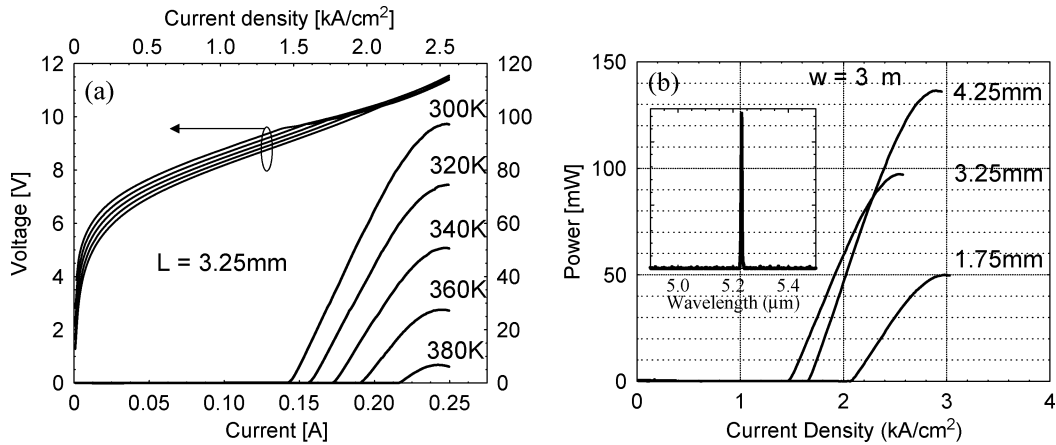 Current density [kA/cm²]
0 0.5 1.0 1.5 2.0 2.5
(a)
Voltage [V]
12
10
8
6
4
2
0
120
100
80
60
40
20
0
300K
320K
340K
360K
380K
L = 3.25mm
0.00 0.05 0.10 0.15 0.20 0.25
Current [A]
(b)
w = 3 m
Power [mW]
150
100
50
0
4.25mm
3.25mm
1.75mm
5.0 5.2 5.4
Wavelength (µm)
0 1 2 3 4
Current Density (kA/cm²)